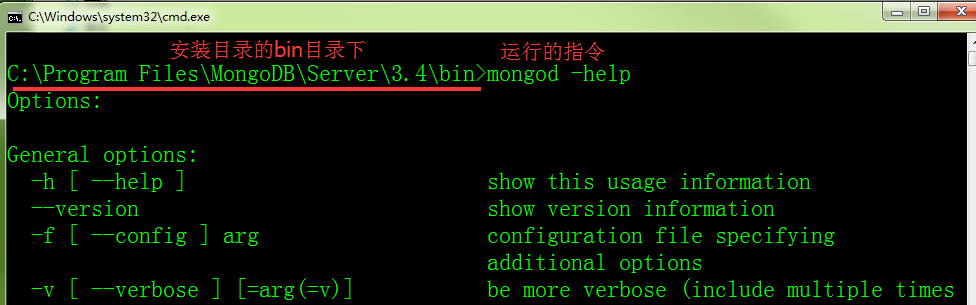 C:\Windows\system32\cmd.exe
安装目录的bin目录下 运行的指令
C:\Program Files\MongoDB\Server\3.4\bin>mongod -help
Options:
General options:
-h [ --help ] show this usage information
--version show version information
-f [ --config ] arg configuration file specifying
additional options
-v [ --verbose ] [=arg(=v)] be more verbose (include multiple times